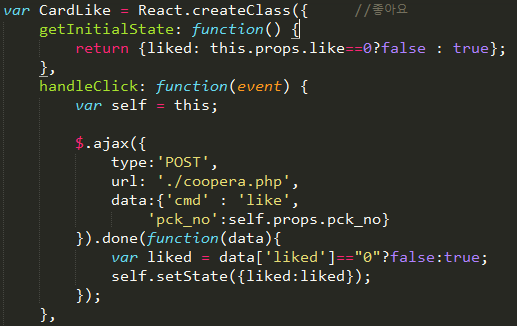 var CardLike = React.createClass({     //좋아요
    getInitialState: function() {
        return {liked: this.props.like==0?false : true};
    },
    handleClick: function(event) {
        var self = this;

        $.ajax({
            type:'POST',
            url: './coopera.php',
            data:{'cmd' : 'like',
                'pck_no':self.props.pck_no}
        }).done(function(data){
            var liked = data['liked']=="0"?false:true;
            self.setState({liked:liked});
        });
    },